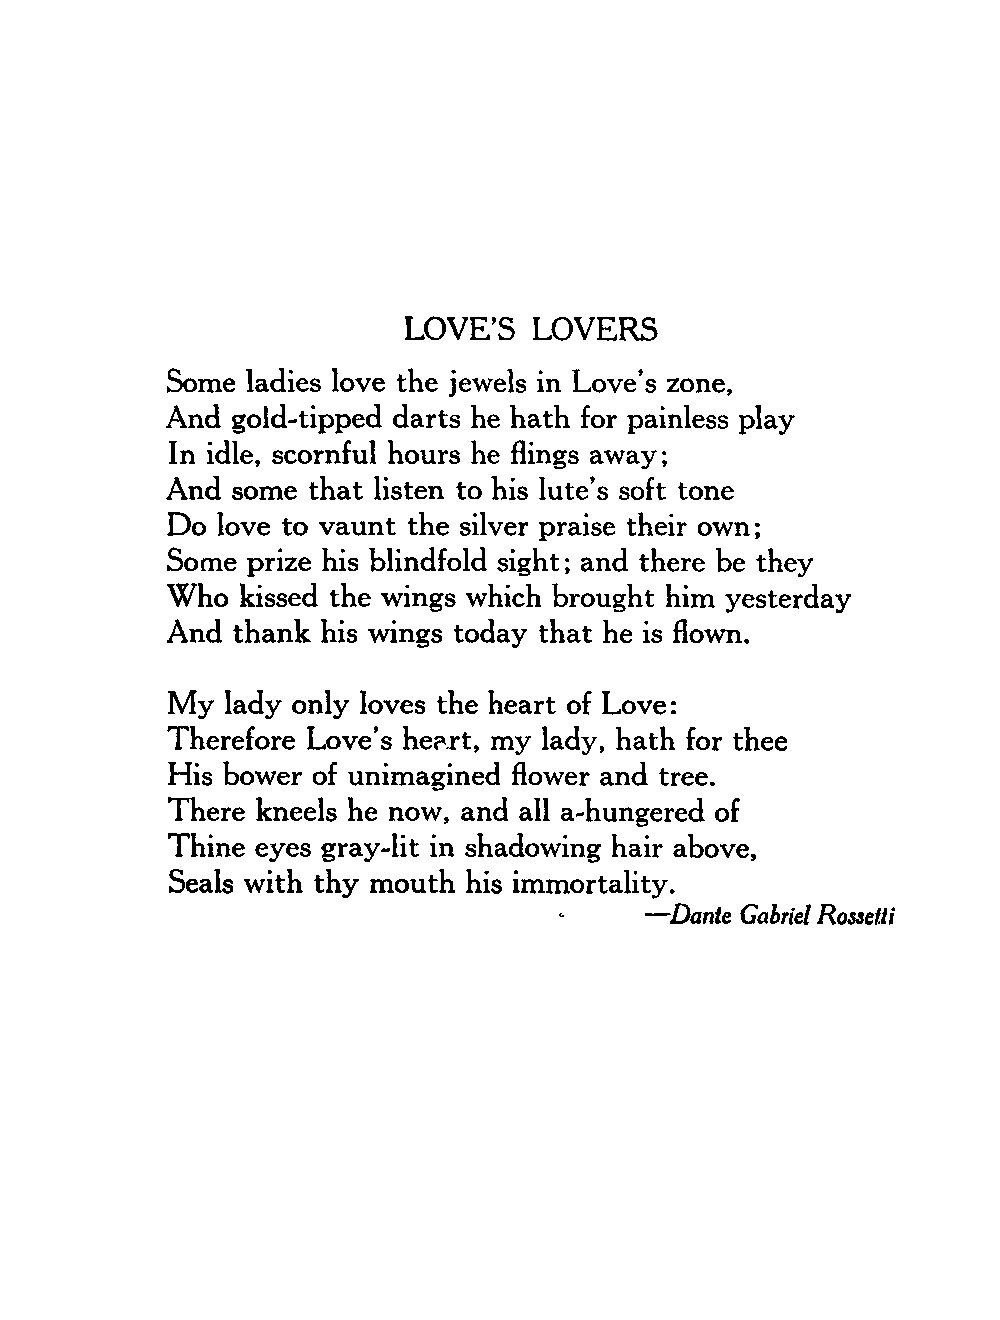 LOVE'S LOVERS
Some ladies love the jewels in Love's zone,
And gold-tipped darts he hath for painless play
In idle, scornful hours he flings away;
And some that listen to his lute's soft tone
Do love to vaunt the silver praise their own;
Some prize his blindfold sight; and there be they
Who kissed the wings which brought him yesterday
And thank his wings today that he is flown.
My lady only loves the heart of Love:
Therefore Love's heart, my lady, hath for thee
His bower of unimagined flower and tree.
There kneels he now, and all a-hungered of
Thine eyes gray-lit in shadowing hair above,
Seals with thy mouth his immortality.
—Dante Gabriel Rossetti